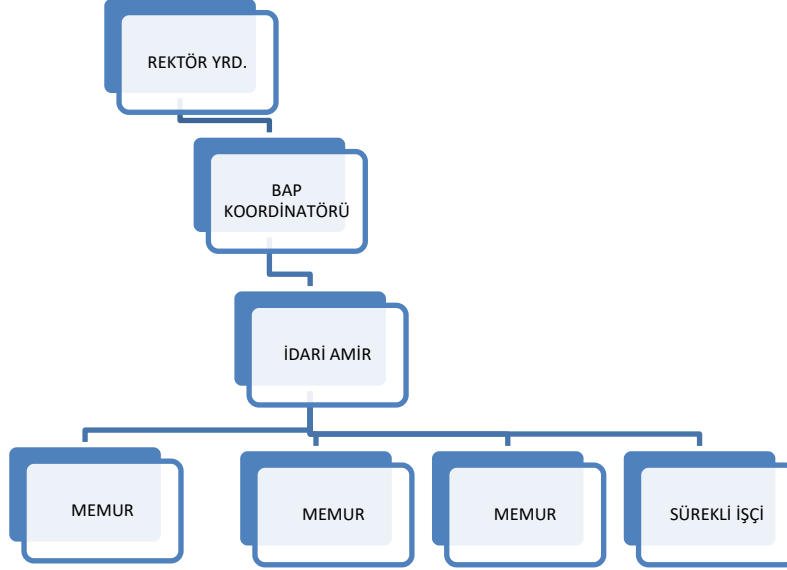 REKTÖR YRD.
BAP
KOORDİNATÖRÜ
İDARİ AMİR
MEMUR
MEMUR
MEMUR
SÜREKLİ İŞÇİ